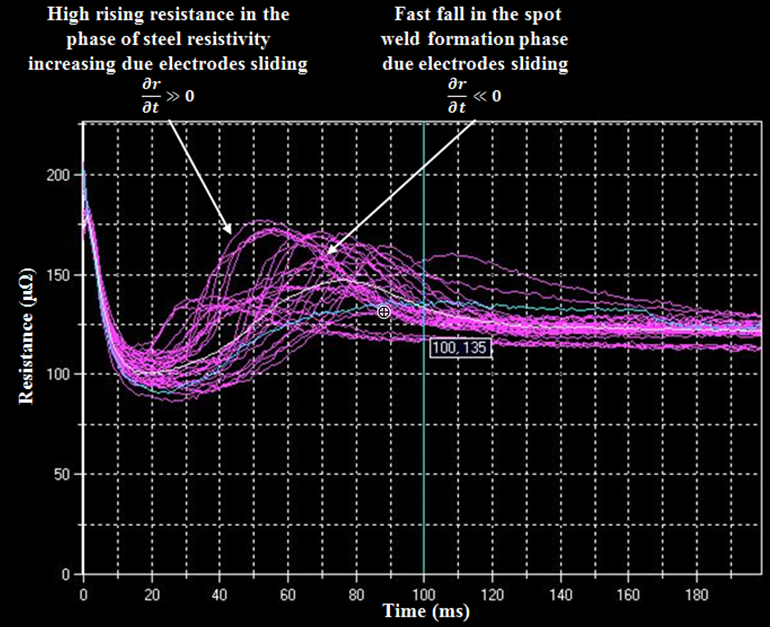 High rising resistance in the
phase of steel resistivity
increasing due electrodes sliding
∂r/∂t ≫ 0
Fast fall in the spot
weld formation phase
due electrodes sliding
∂r/∂t ≪ 0
Resistance (μΩ)
200
150
100
50
0
100, 135
0 20 40 60 80 100 120 140 160 180
Time (ms)